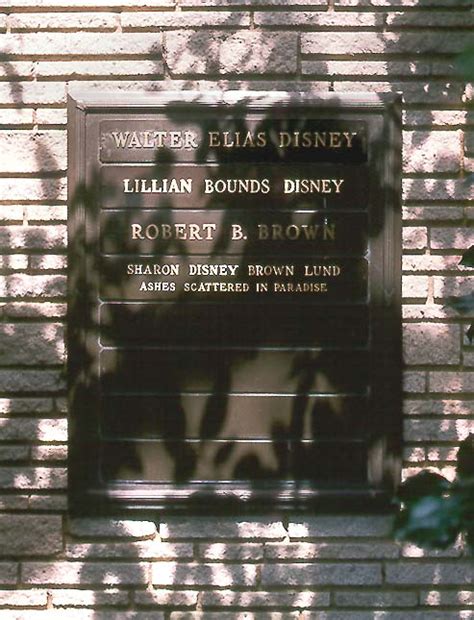 WALTER ELIAS DISNEY
LILLIAN BOUNDS DISNEY
ROBERT B. BROWN
SHARON DISNEY BROWN LUND
ASHES SCATTERED IN PARADISE